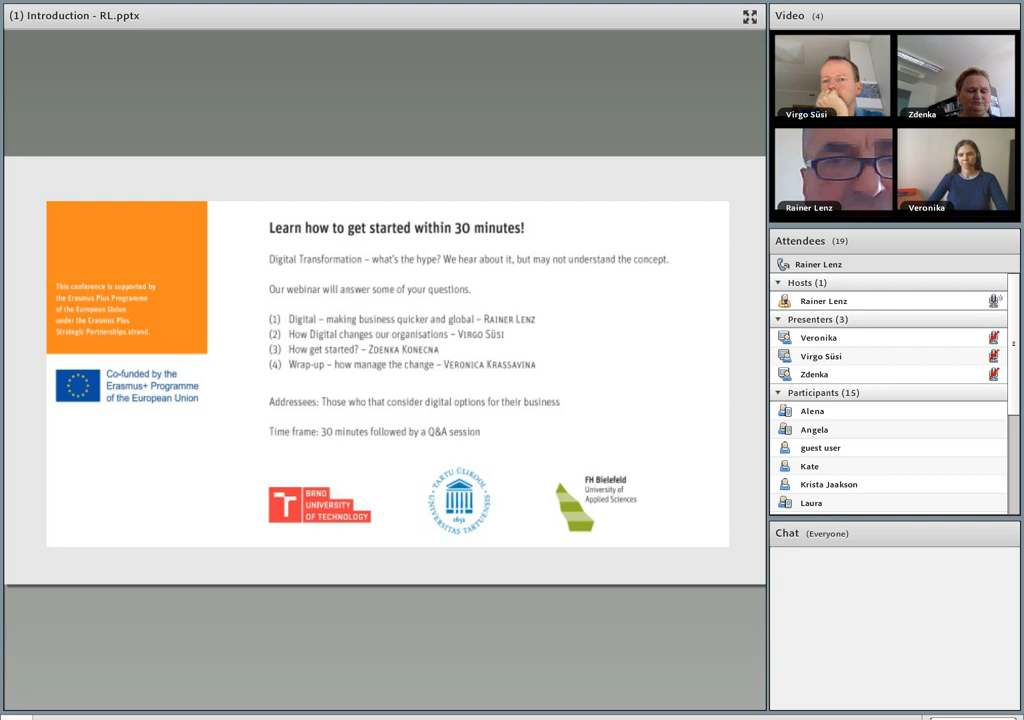 (1) Introduction - RL.pptx
This conference is supported by
the Erasmus Plus Programme
of the European Union
under the Erasmus Plus
Strategic Partnerships strand.
Co-funded by the
Erasmus+ Programme
of the European Union
Learn how to get started within 30 minutes!
Digital Transformation – what's the hype? We hear about it, but may not understand the concept.
Our webinar will answer some of your questions.
(1) Digital – making business quicker and global – RAINER LENZ
(2) How Digital changes our organisations – VIRGO SÜSI
(3) How get started? – ZDENKA KONECNA
(4) Wrap-up – how manage the change – VERONICA KRASSAVINA
Addressees: Those who that consider digital options for their business
Time frame: 30 minutes followed by a Q&A session
T BRNO
UNIVERSITY
OF TECHNOLOGY
TARTU ÜLIKOOL
UNIVERSITAS TARTUENSIS
1632
FH Bielefeld
University of
Applied Sciences
Video (4)
Virgo Süsi
Zdenka
Rainer Lenz
Veronika
Attendees (19)
Rainer Lenz
Hosts (1)
Rainer Lenz
Presenters (3)
Veronika
Virgo Süsi
Zdenka
Participants (15)
Alena
Angela
guest user
Kate
Krista Jaakson
Laura
Chat (Everyone)